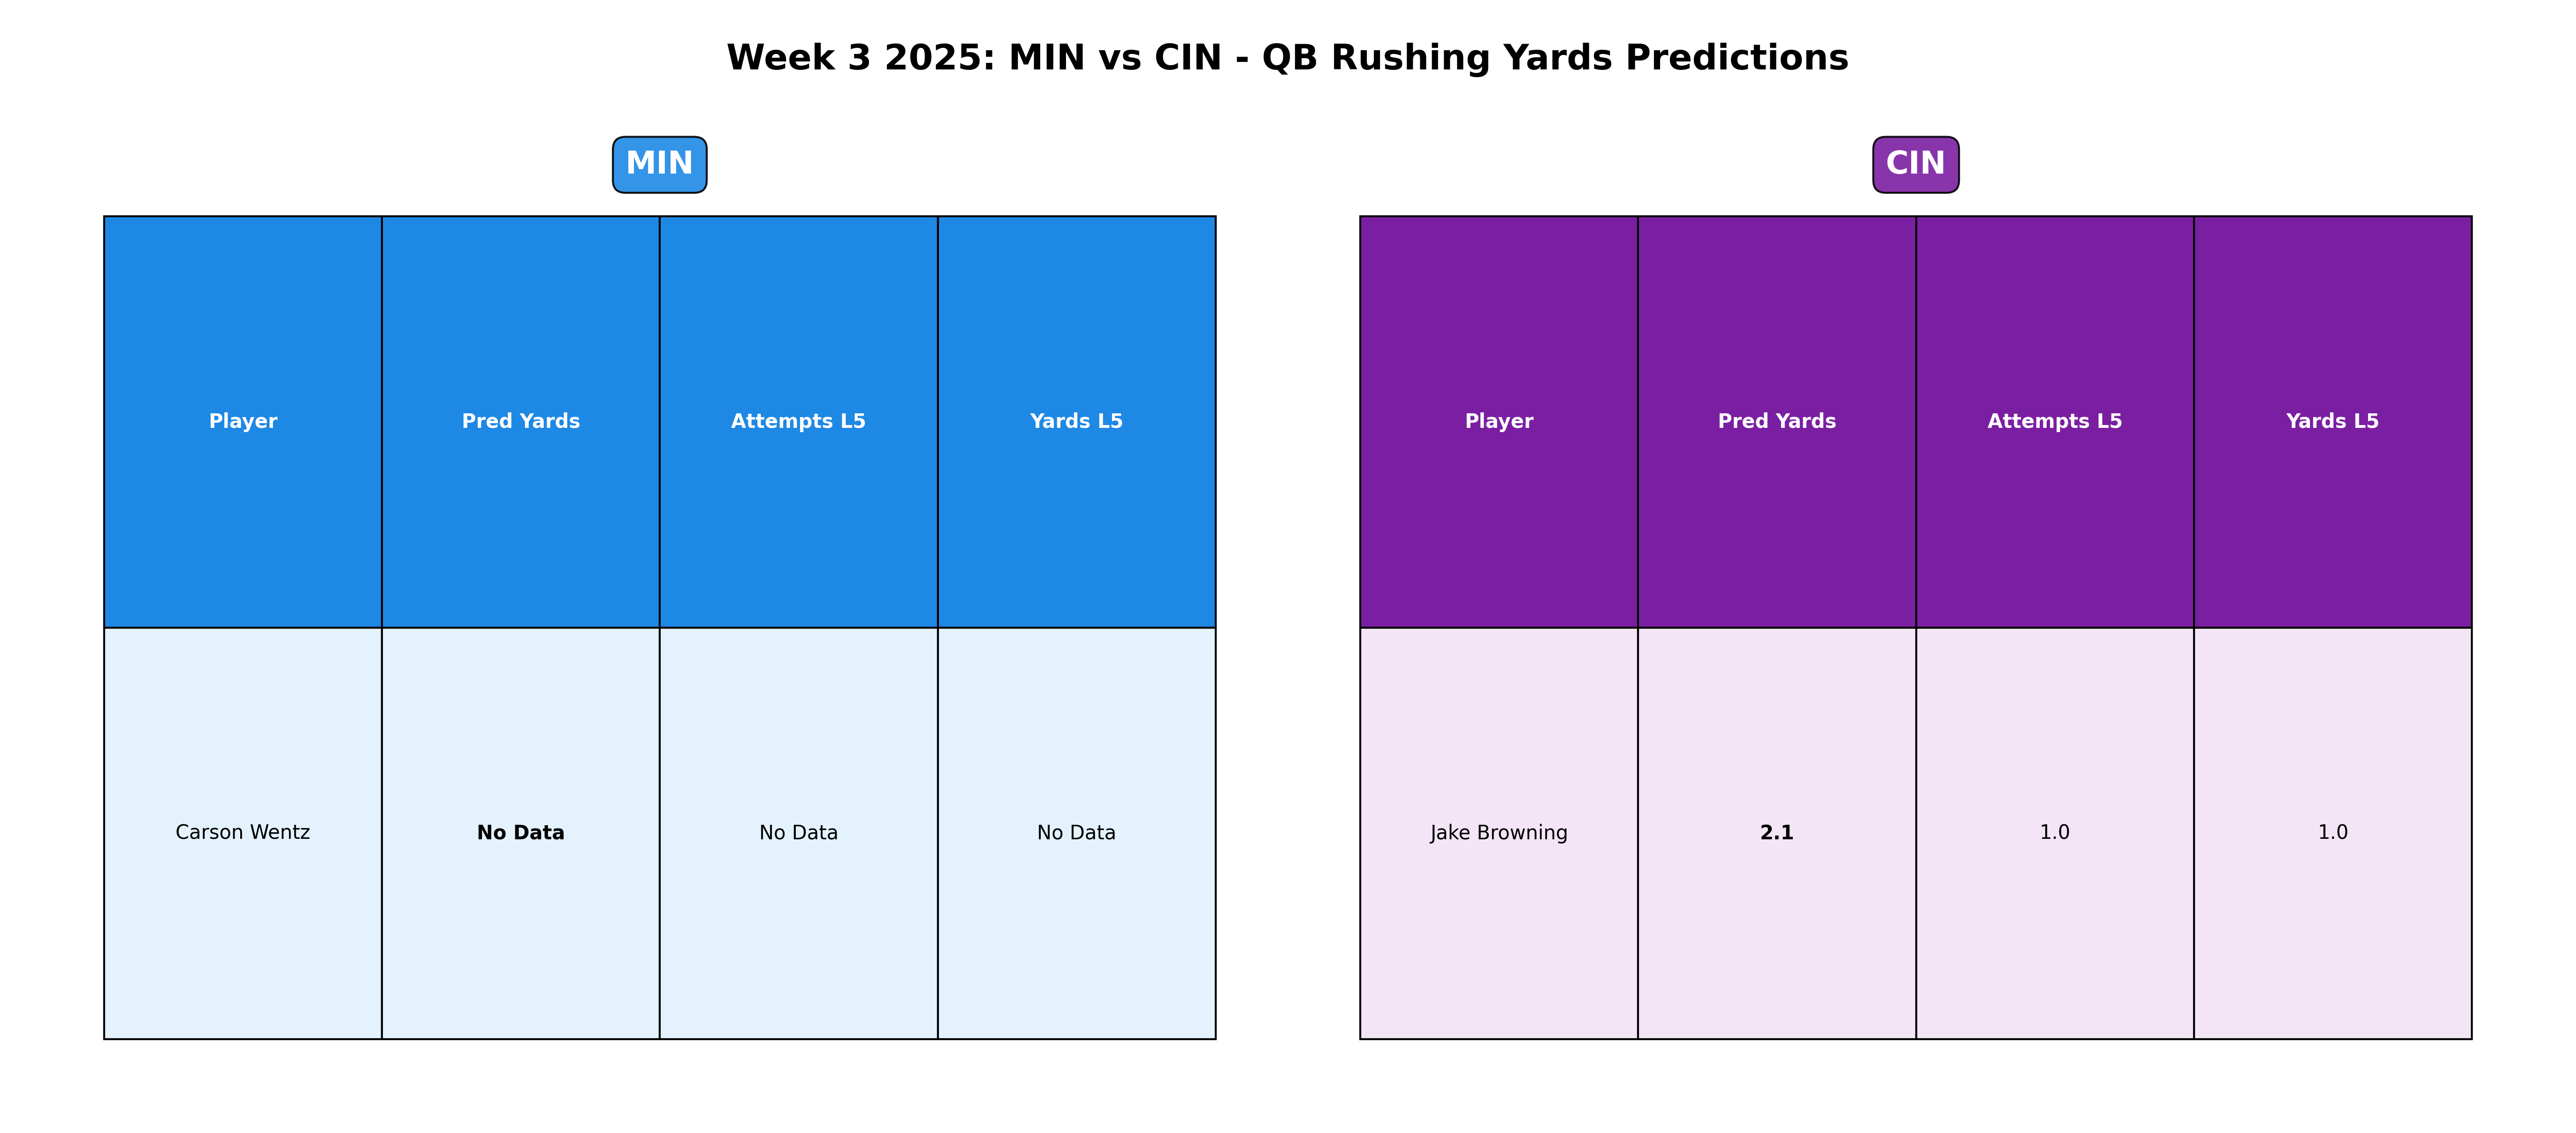 Week 3 2025: MIN vs CIN - QB Rushing Yards Predictions
MIN
Player Pred Yards Attempts L5 Yards L5
Carson Wentz No Data No Data No Data
CIN
Player Pred Yards Attempts L5 Yards L5
Jake Browning 2.1 1.0 1.0